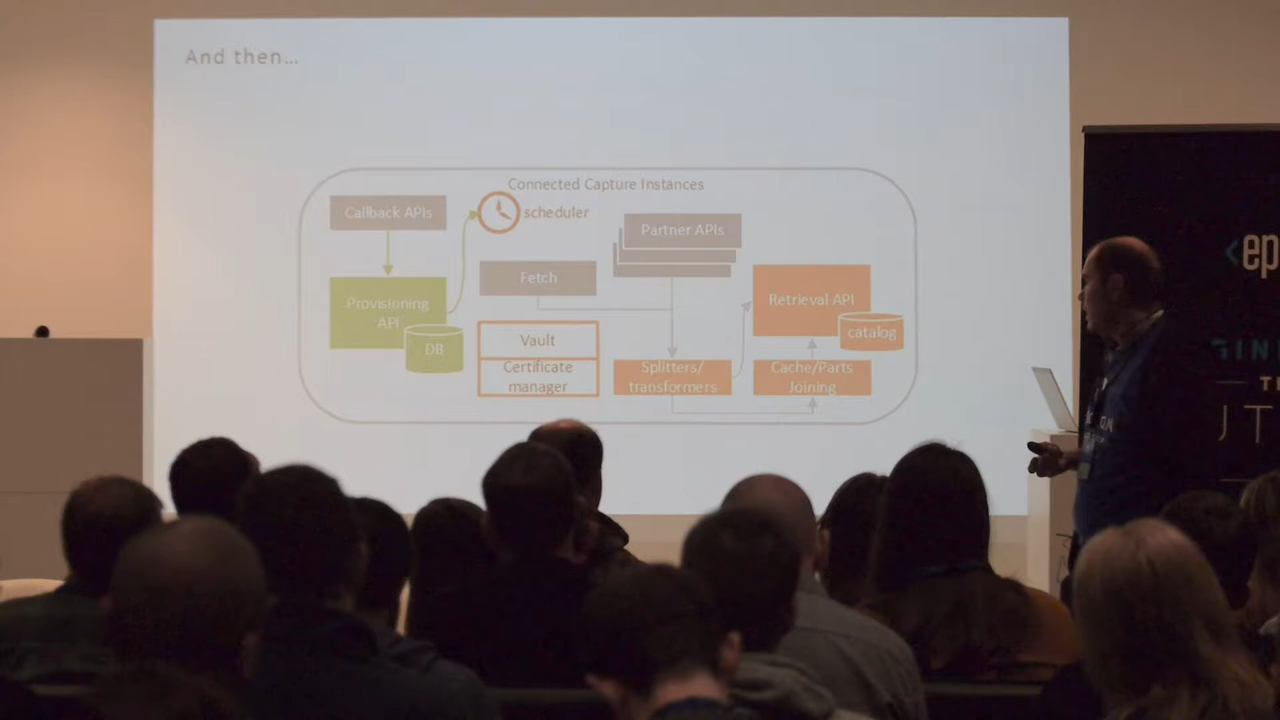 And then...
Connected Capture Instances
Callback APIs
scheduler
Partner APIs
Fetch
Provisioning
API
DB
Retrieval API
catalog
Vault
Certificate
manager
Splitters/
transformers
Cache/Parts
Joining
<ep